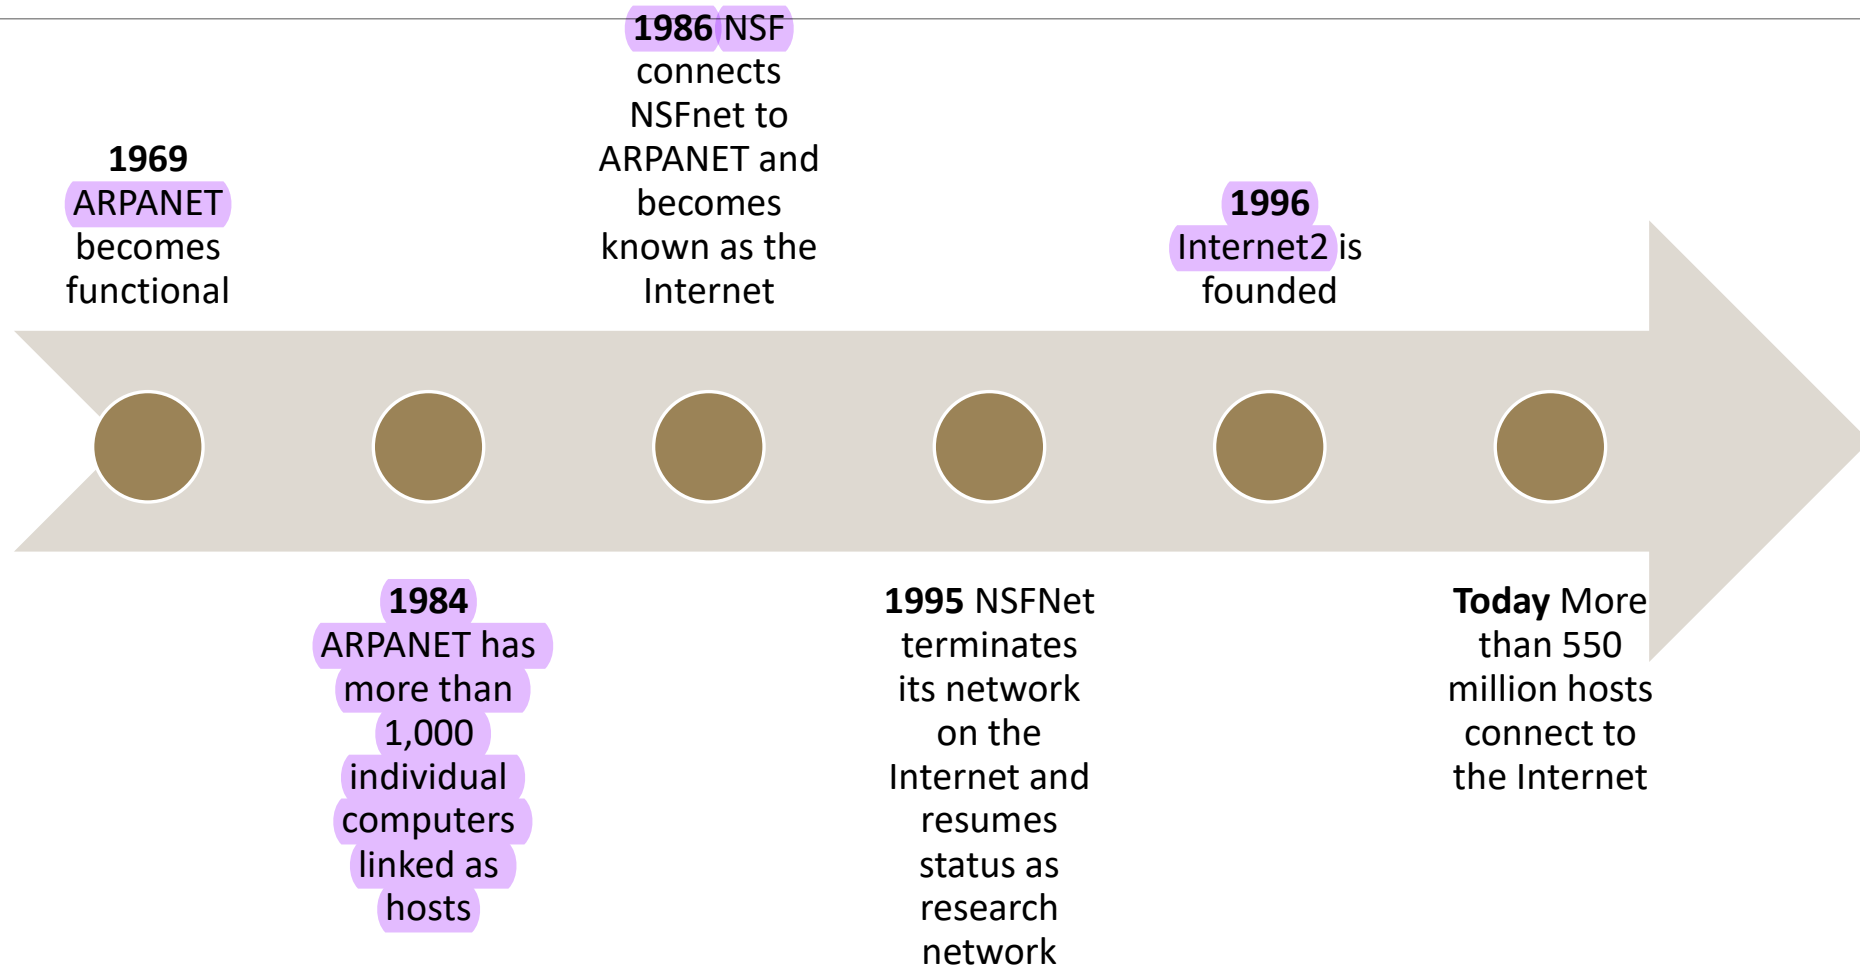 1969
ARPANET
becomes
functional
1984
ARPANET has
more than
1,000
individual
computers
linked as
hosts
1986 NSF
connects
NSFnet to
ARPANET and
becomes
known as the
Internet
1995 NSFNet
terminates
its network
on the
Internet and
resumes
status as
research
network
1996
Internet2 is
founded
Today More
than 550
million hosts
connect to
the Internet